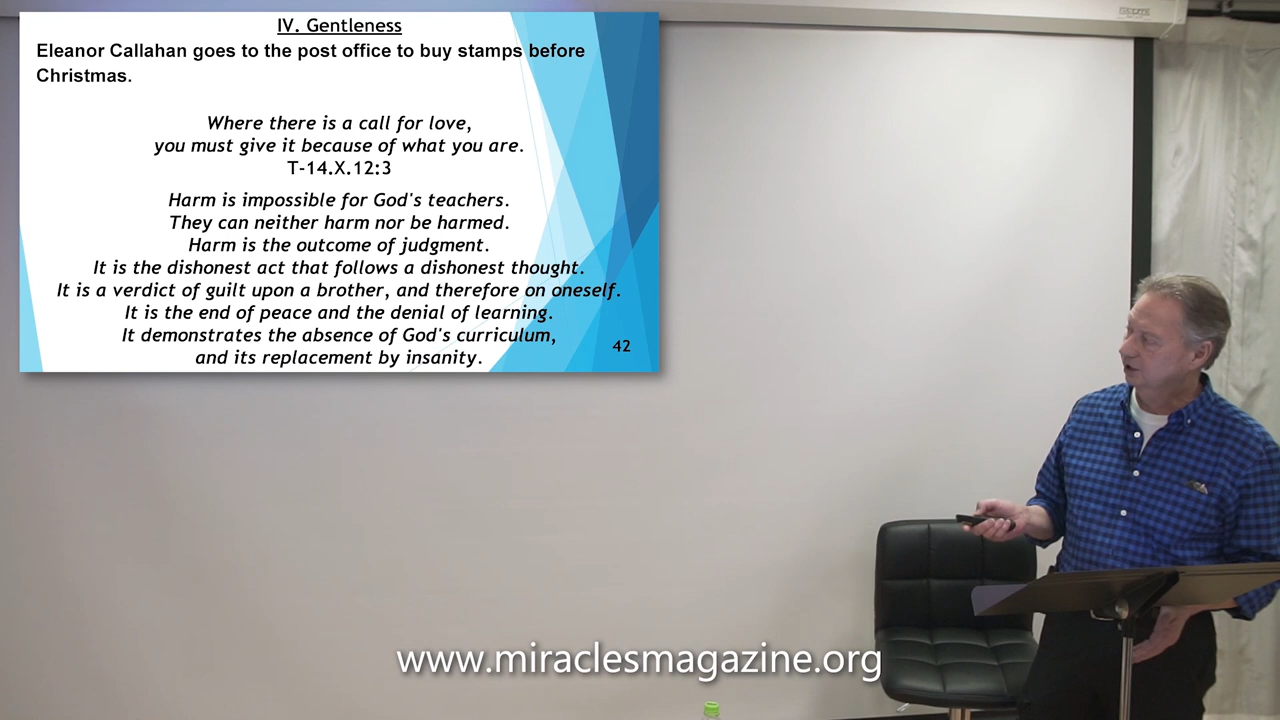 IV. Gentleness
Eleanor Callahan goes to the post office to buy stamps before
Christmas.
Where there is a call for love,
you must give it because of what you are.
T-14.X.12:3
Harm is impossible for God's teachers.
They can neither harm nor be harmed.
Harm is the outcome of judgment.
It is the dishonest act that follows a dishonest thought.
It is a verdict of guilt upon a brother, and therefore on oneself.
It is the end of peace and the denial of learning.
It demonstrates the absence of God's curriculum,
and its replacement by insanity.
42
www.miraclesmagazine.org